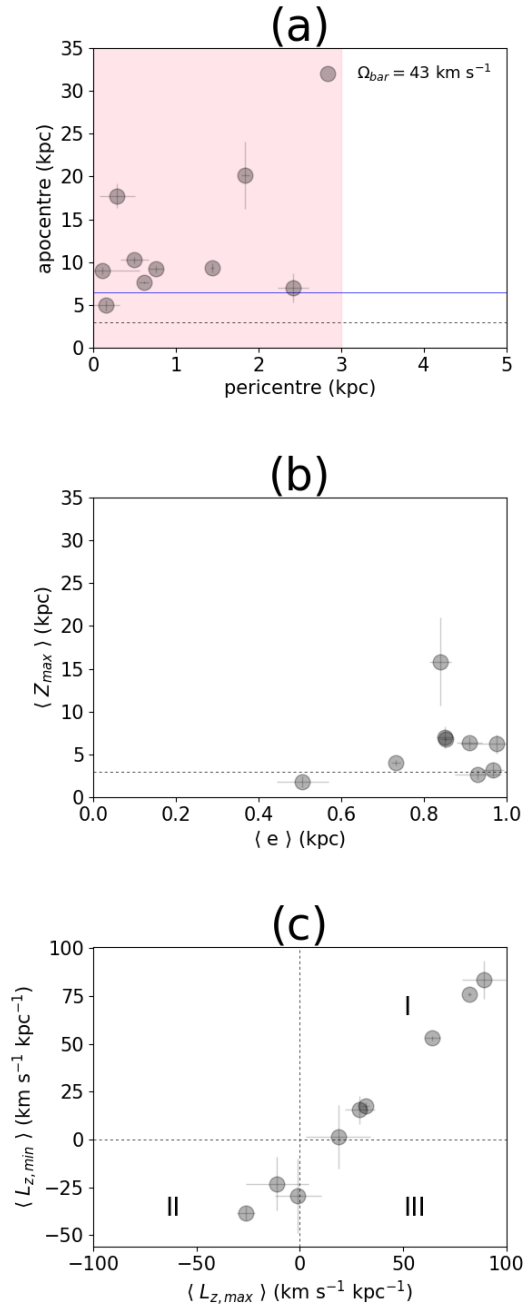 (a)
35
30
25
20
15
10
5
0
apocentre (kpc)
Ω_bar = 43 km s⁻¹
0 1 2 3 4 5
pericentre (kpc)
(b)
35
30
25
20
15
10
5
0
⟨ Z_max ⟩ (kpc)
0.0 0.2 0.4 0.6 0.8 1.0
⟨ e ⟩ (kpc)
(c)
100
75
50
25
0
−25
−50
⟨ L_z,min ⟩ (km s⁻¹ kpc⁻¹)
I
II III
−100 −50 0 50 100
⟨ L_z,max ⟩ (km s⁻¹ kpc⁻¹)